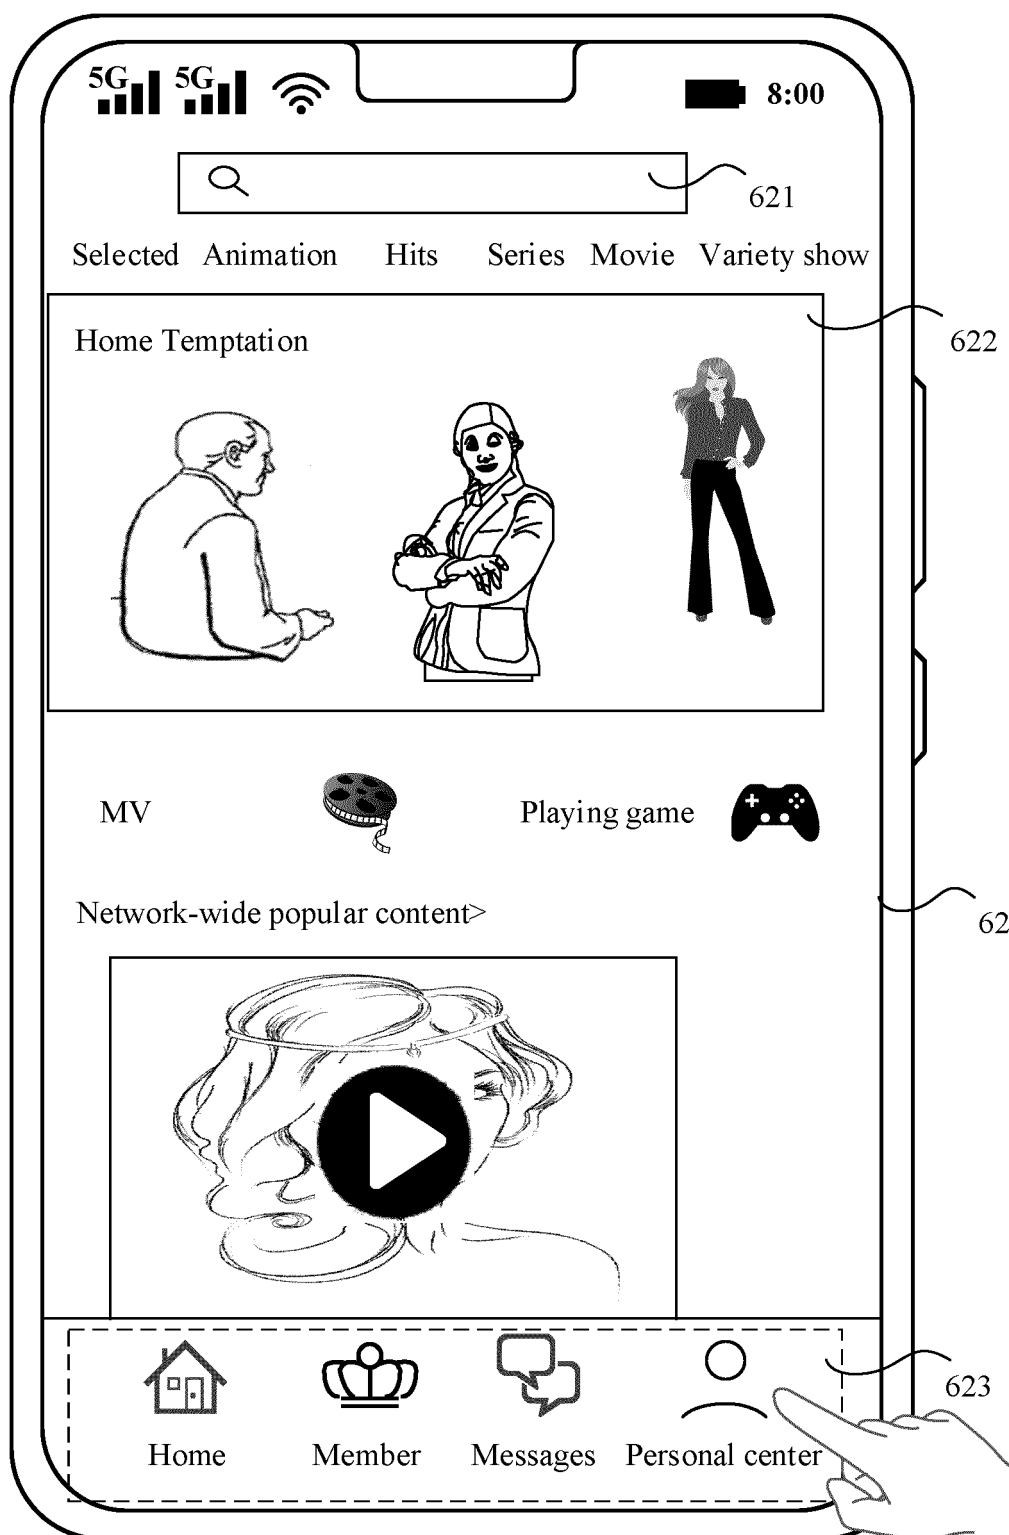 5G 5G 8:00
621
Selected Animation Hits Series Movie Variety show
622
Home Temptation
MV Playing game
Network-wide popular content>
62
623
Home Member Messages Personal center